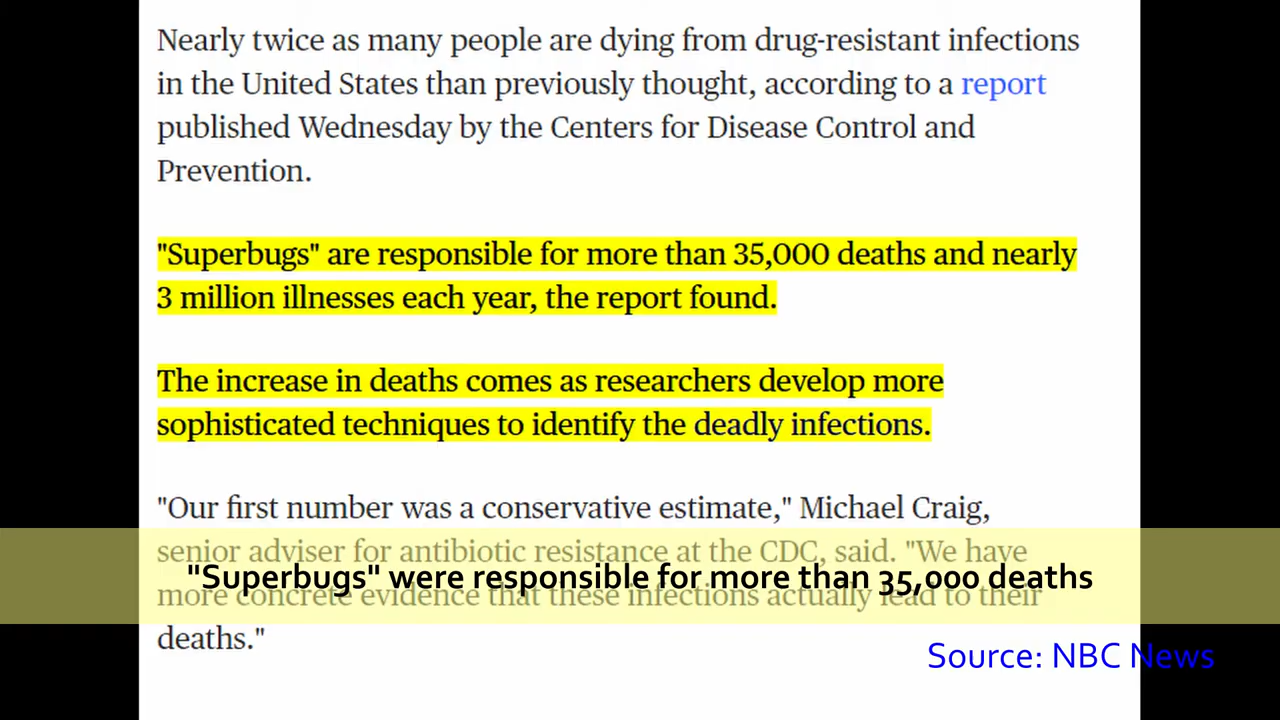 Nearly twice as many people are dying from drug-resistant infections
in the United States than previously thought, according to a report
published Wednesday by the Centers for Disease Control and
Prevention.
"Superbugs" are responsible for more than 35,000 deaths and nearly
3 million illnesses each year, the report found.
The increase in deaths comes as researchers develop more
sophisticated techniques to identify the deadly infections.
"Our first number was a conservative estimate," Michael Craig,
senior adviser for antibiotic resistance at the CDC, said. "We have
"Superbugs" were responsible for more than 35,000 deaths
more concrete evidence that these infections actually lead to their
deaths."
Source: NBC News